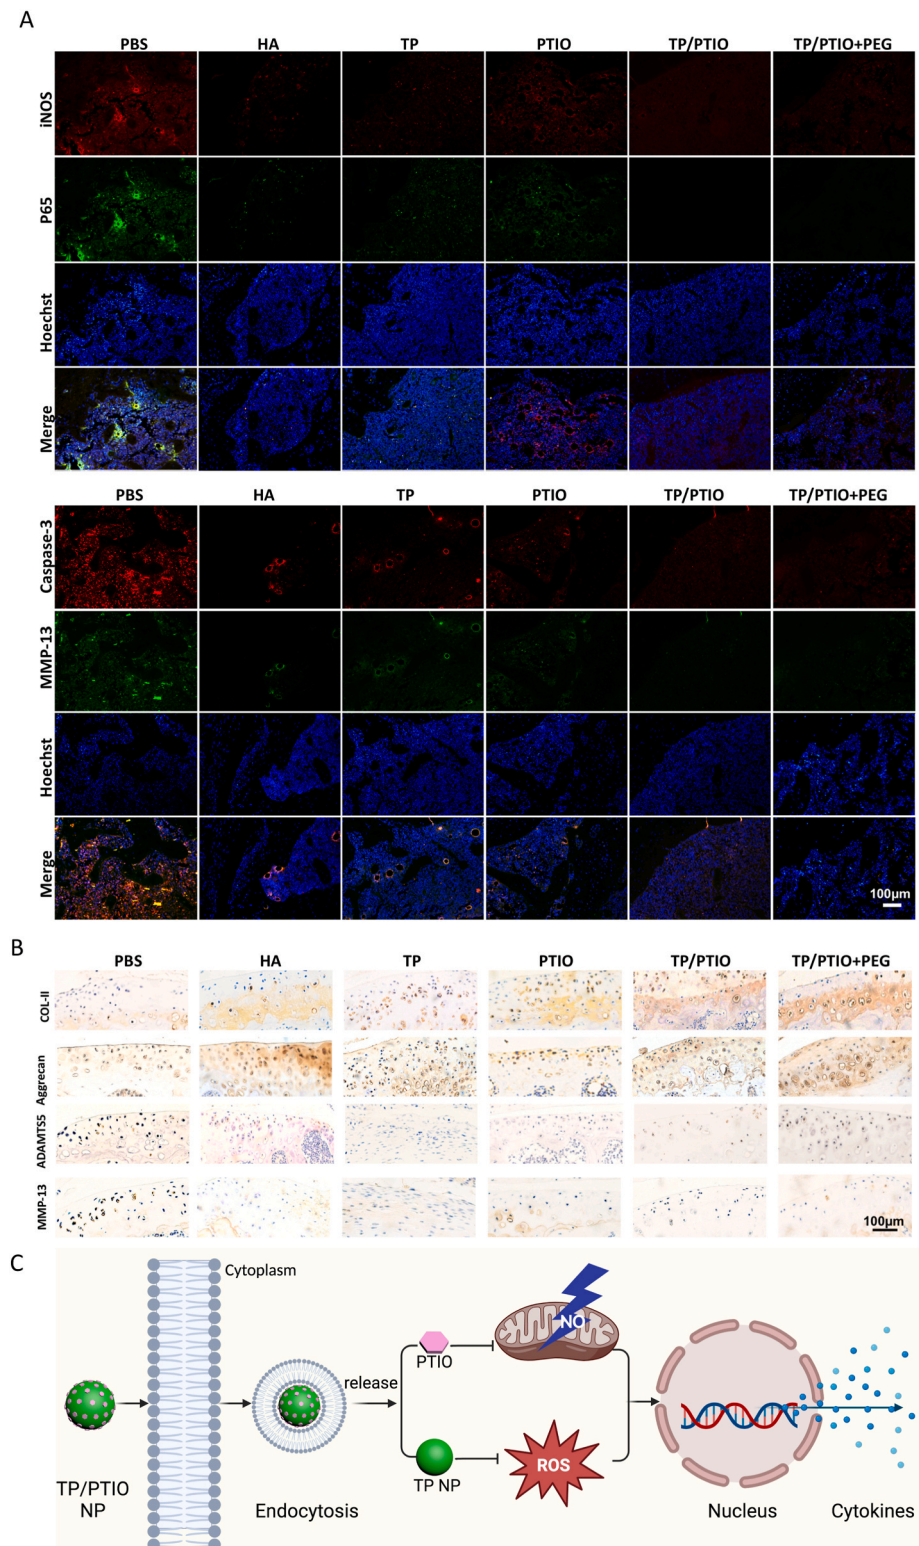 A
PBS HA TP PTIO TP/PTIO TP/PTIO+PEG
iNOS
P65
Hoechst
Merge
PBS HA TP PTIO TP/PTIO TP/PTIO+PEG
Caspase-3
MMP-13
Hoechst
Merge
100µm
B
PBS HA TP PTIO TP/PTIO TP/PTIO+PEG
COL-II
Aggrecan
ADAMTS5
MMP-13
100µm
C
Cytoplasm
NO
PTIO
release
ROS
TP NP
TP/PTIO
NP
Endocytosis
Nucleus
Cytokines